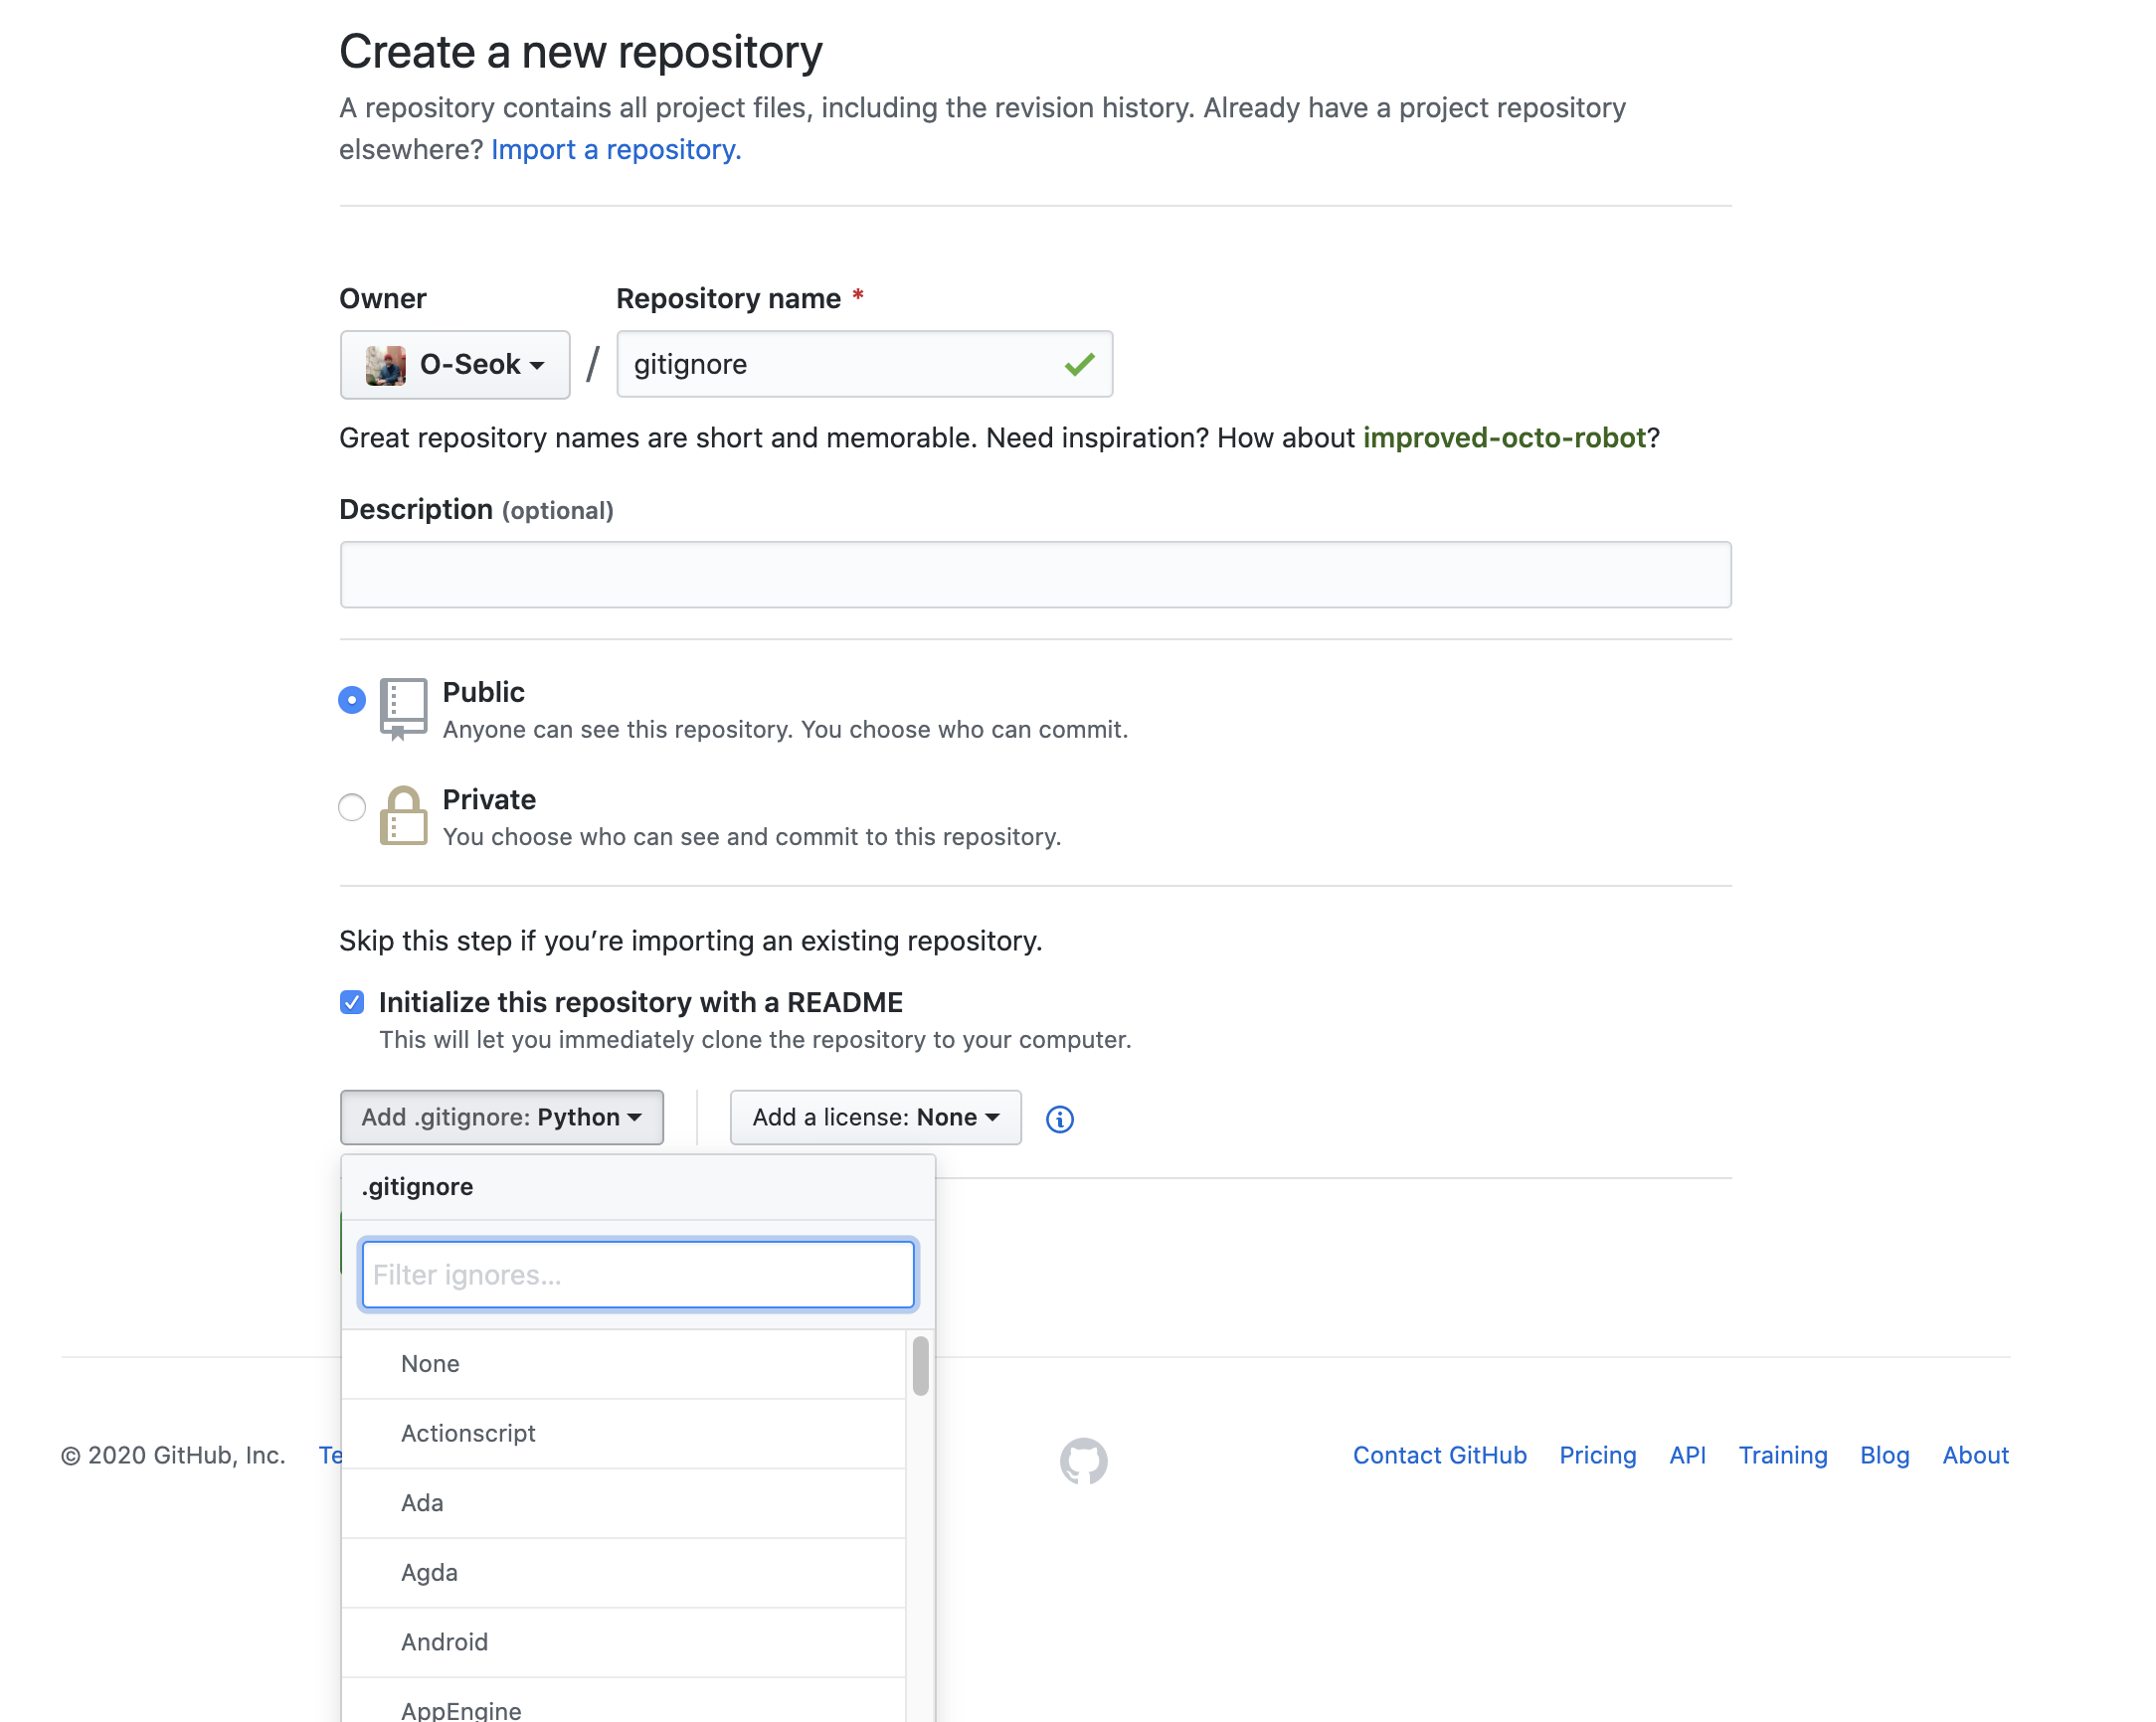 Create a new repository
A repository contains all project files, including the revision history. Already have a project repository
elsewhere? Import a repository.
Owner
Repository name *
O-Seok / gitignore
Great repository names are short and memorable. Need inspiration? How about improved-octo-robot?
Description (optional)
Public
Anyone can see this repository. You choose who can commit.
Private
You choose who can see and commit to this repository.
Skip this step if you’re importing an existing repository.
Initialize this repository with a README
This will let you immediately clone the repository to your computer.
Add .gitignore: Python
Add a license: None
.gitignore
Filter ignores...
None
Actionscript
Ada
Agda
Android
AppEngine
© 2020 GitHub, Inc. Te
Contact GitHub Pricing API Training Blog About